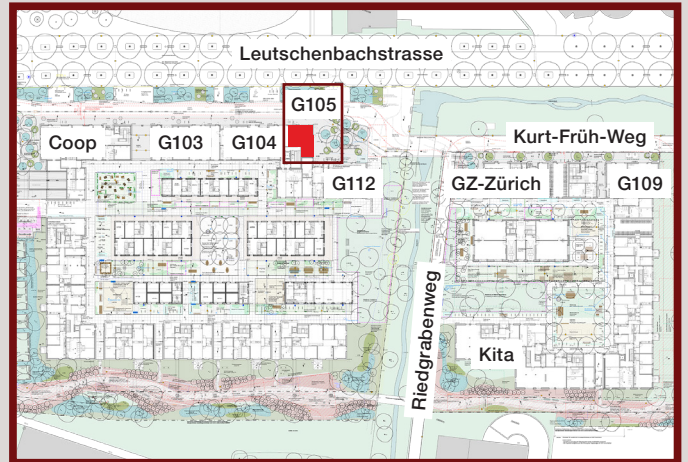 Leutschenbachstrasse
G105
Coop
G103
G104
Kurt-Früh-Weg
G112
GZ-Zürich
G109
Riedgrabenweg
Kita